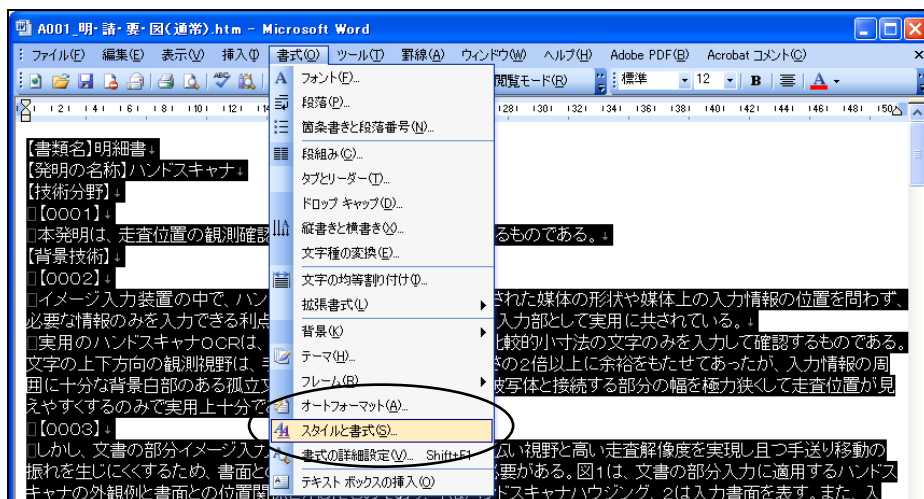 A001_明・請・要・図(通常).htm - Microsoft Word
ファイル(F) 編集(E) 表示(V) 挿入(I) 書式(O) ツール(T) 罫線(A) ウィンドウ(W) ヘルプ(H) Adobe PDF(B) Acrobat コメント(C)
閲覧モード(R) 標準 12 B A
121 141 161 181 1101 1121 1281 1301 1321 1341 1361 1381 1401 1421 1441 1461 1481 150
フォント(F)...
段落(P)...
箇条書きと段落番号(N)...
段組み(C)...
タブとリーダー(T)...
ドロップ キャップ(D)...
縦書きと横書き(X)...
文字種の変換(E)...
文字の均等割り付け(I)...
拡張書式(L)
背景(K)
テーマ(H)...
フレーム(R)
オートフォーマット(A)...
スタイルと書式(S)...
書式の詳細設定(V)... Shift+F1
テキスト ボックスの挿入(O)
【書類名】明細書↓
【発明の名称】ハンドスキャナ↓
【技術分野】↓
□【0001】↓
□本発明は、走査位置の観測確認 るものである。↓
【背景技術】↓
□【0002】↓
□イメージ入力装置の中で、ハン された媒体の形状や媒体上の入力情報の位置を問わず、
必要な情報のみを入力できる利点 入力部として実用に共されている。↓
□実用のハンドスキャナOCRは、 比較的小寸法の文字のみを入力して確認するものである。
文字の上下方向の観測視野は、 さの2倍以上に余裕をもたせてあったが、入力情報の周
囲に十分な背景白部のある孤立文 被写体と接続する部分の幅を極力狭くして走査位置が見
えやすくするのみで実用上十分で
□【0003】↓
□しかし、文書の部分イメージ入力 広い視野と高い走査解像度を実現し且つ手送り移動の
振れを生じにくくするため、書面と 必要がある。図1は、文書の部分入力に適用するハンドス
キャナの外観例と書面との位置関 ドスキャナハウジング、2は入力書面を表す。また、入